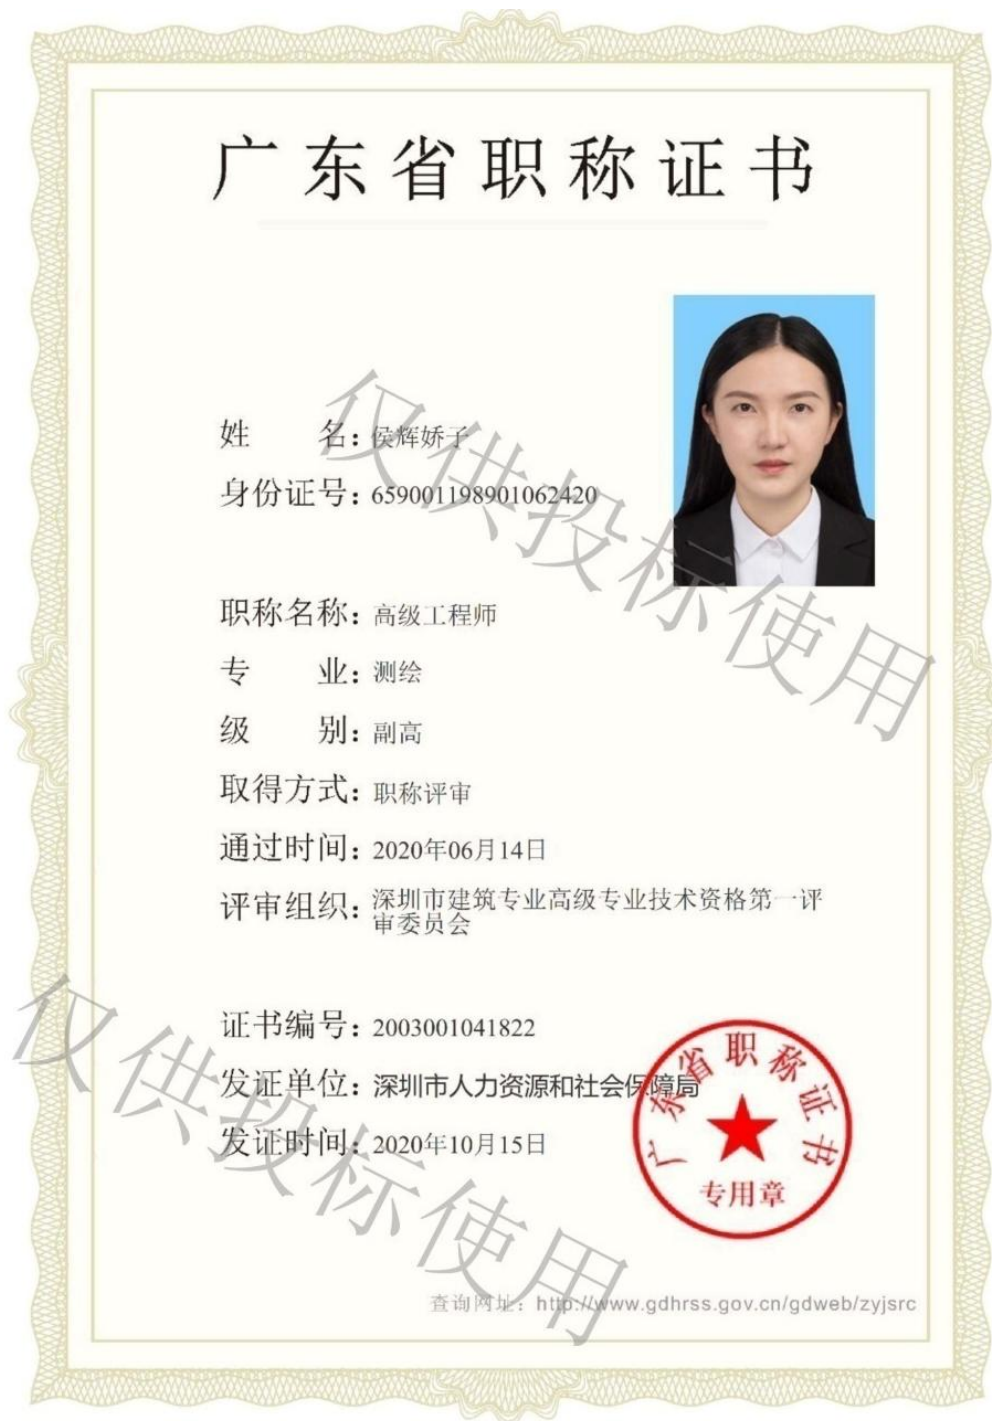 广东省职称证书
姓 名：侯辉娇子
身份证号：659001198901062420
职称名称：高级工程师
专 业：测绘
级 别：副高
取得方式：职称评审
通过时间：2020年06月14日
评审组织：深圳市建筑专业高级专业技术资格第一评
审委员会
证书编号：2003001041822
发证单位：深圳市人力资源和社会保障局
发证时间：2020年10月15日
广东省职称证书
专用章
查询网址：http://www.gdhrss.gov.cn/gdweb/zyjsrc
仅供投标使用
仅供投标使用